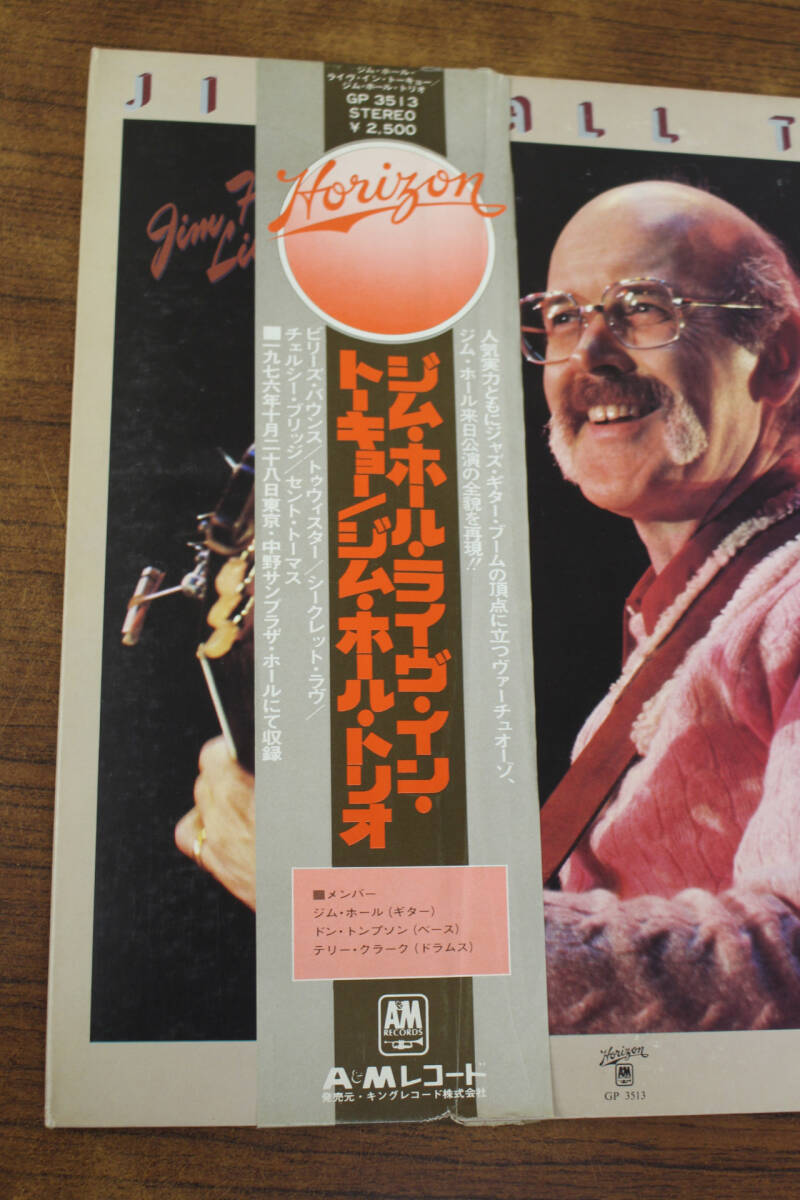 ジム・ホール・
ライヴ・イン・トーキョー/
ジム・ホール・トリオ
GP 3513
STEREO
¥ 2,500
Horizon
人気実力ともにジャズ・ギター・ブームの頂点に立つヴァーチュオーゾ、
ジム・ホール来日公演の全貌を再現!!
ジム・ホール・ライヴ・イン・
トーキョー/ジム・ホール・トリオ
ビリーズ・バウンス/トゥウィスター/シークレット・ラヴ/
チェルシー・ブリッジ/セント・トーマス
■一九七六年十月二十八日東京・中野サンプラザ・ホールにて収録
■メンバー
ジム・ホール(ギター)
ドン・トンプソン(ベース)
テリー・クラーク(ドラムス)
A&M
RECORDS
A&Mレコード
発売元・キングレコード株式会社
JI ALL T
Jim H
Li
Horizon
GP 3513